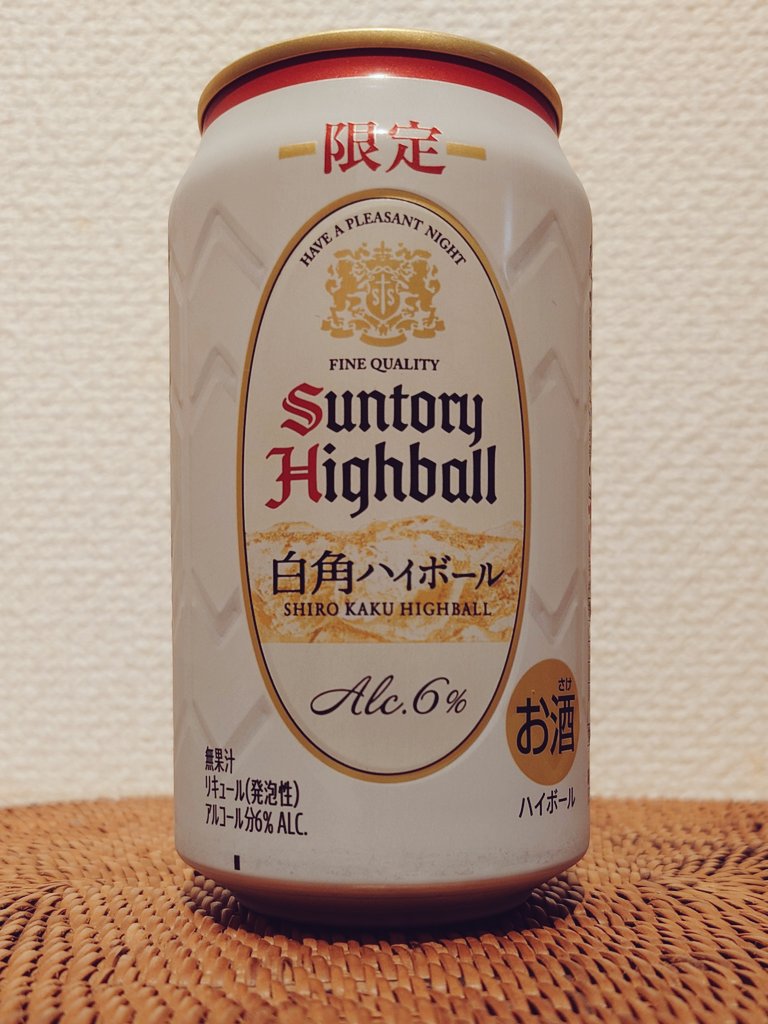 限定
HAVE A PLEASANT NIGHT
FINE QUALITY
Suntory
Highball
白角ハイボール
SHIRO KAKU HIGHBALL
Alc.6%
さけ
お酒
ハイボール
無果汁
リキュール(発泡性)
アルコール分6% ALC.